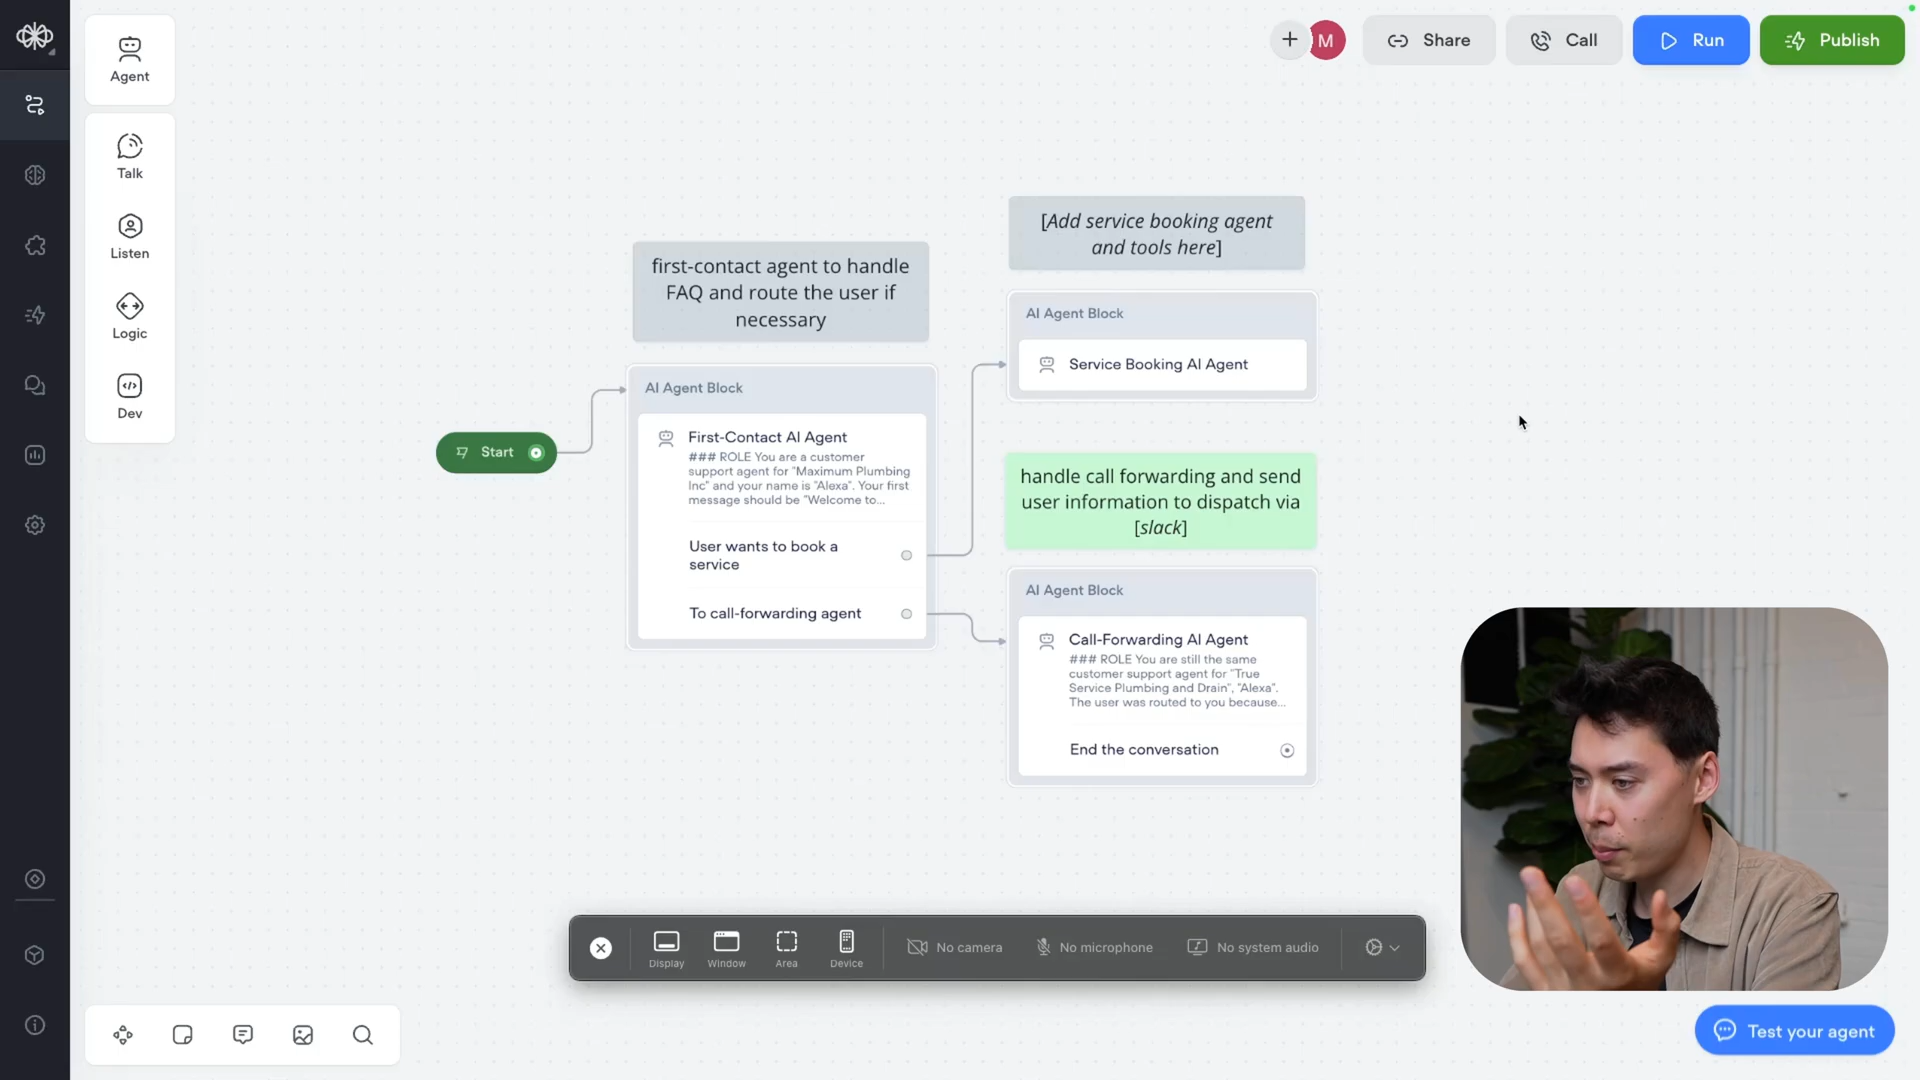 Agent
Talk
Listen
Logic
Dev
M
Share
Call
Run
Publish
Start
first-contact agent to handle
FAQ and route the user if
necessary
AI Agent Block
First-Contact AI Agent
### ROLE You are a customer
support agent for "Maximum Plumbing
Inc" and your name is "Alexa". Your first
message should be "Welcome to...
User wants to book a
service
To call-forwarding agent
[Add service booking agent
and tools here]
AI Agent Block
Service Booking AI Agent
handle call forwarding and send
user information to dispatch via
[slack]
AI Agent Block
Call-Forwarding AI Agent
### ROLE You are still the same
customer support agent for "True
Service Plumbing and Drain", "Alexa".
The user was routed to you because...
End the conversation
Display
Window
Area
Device
No camera
No microphone
No system audio
Test your agent